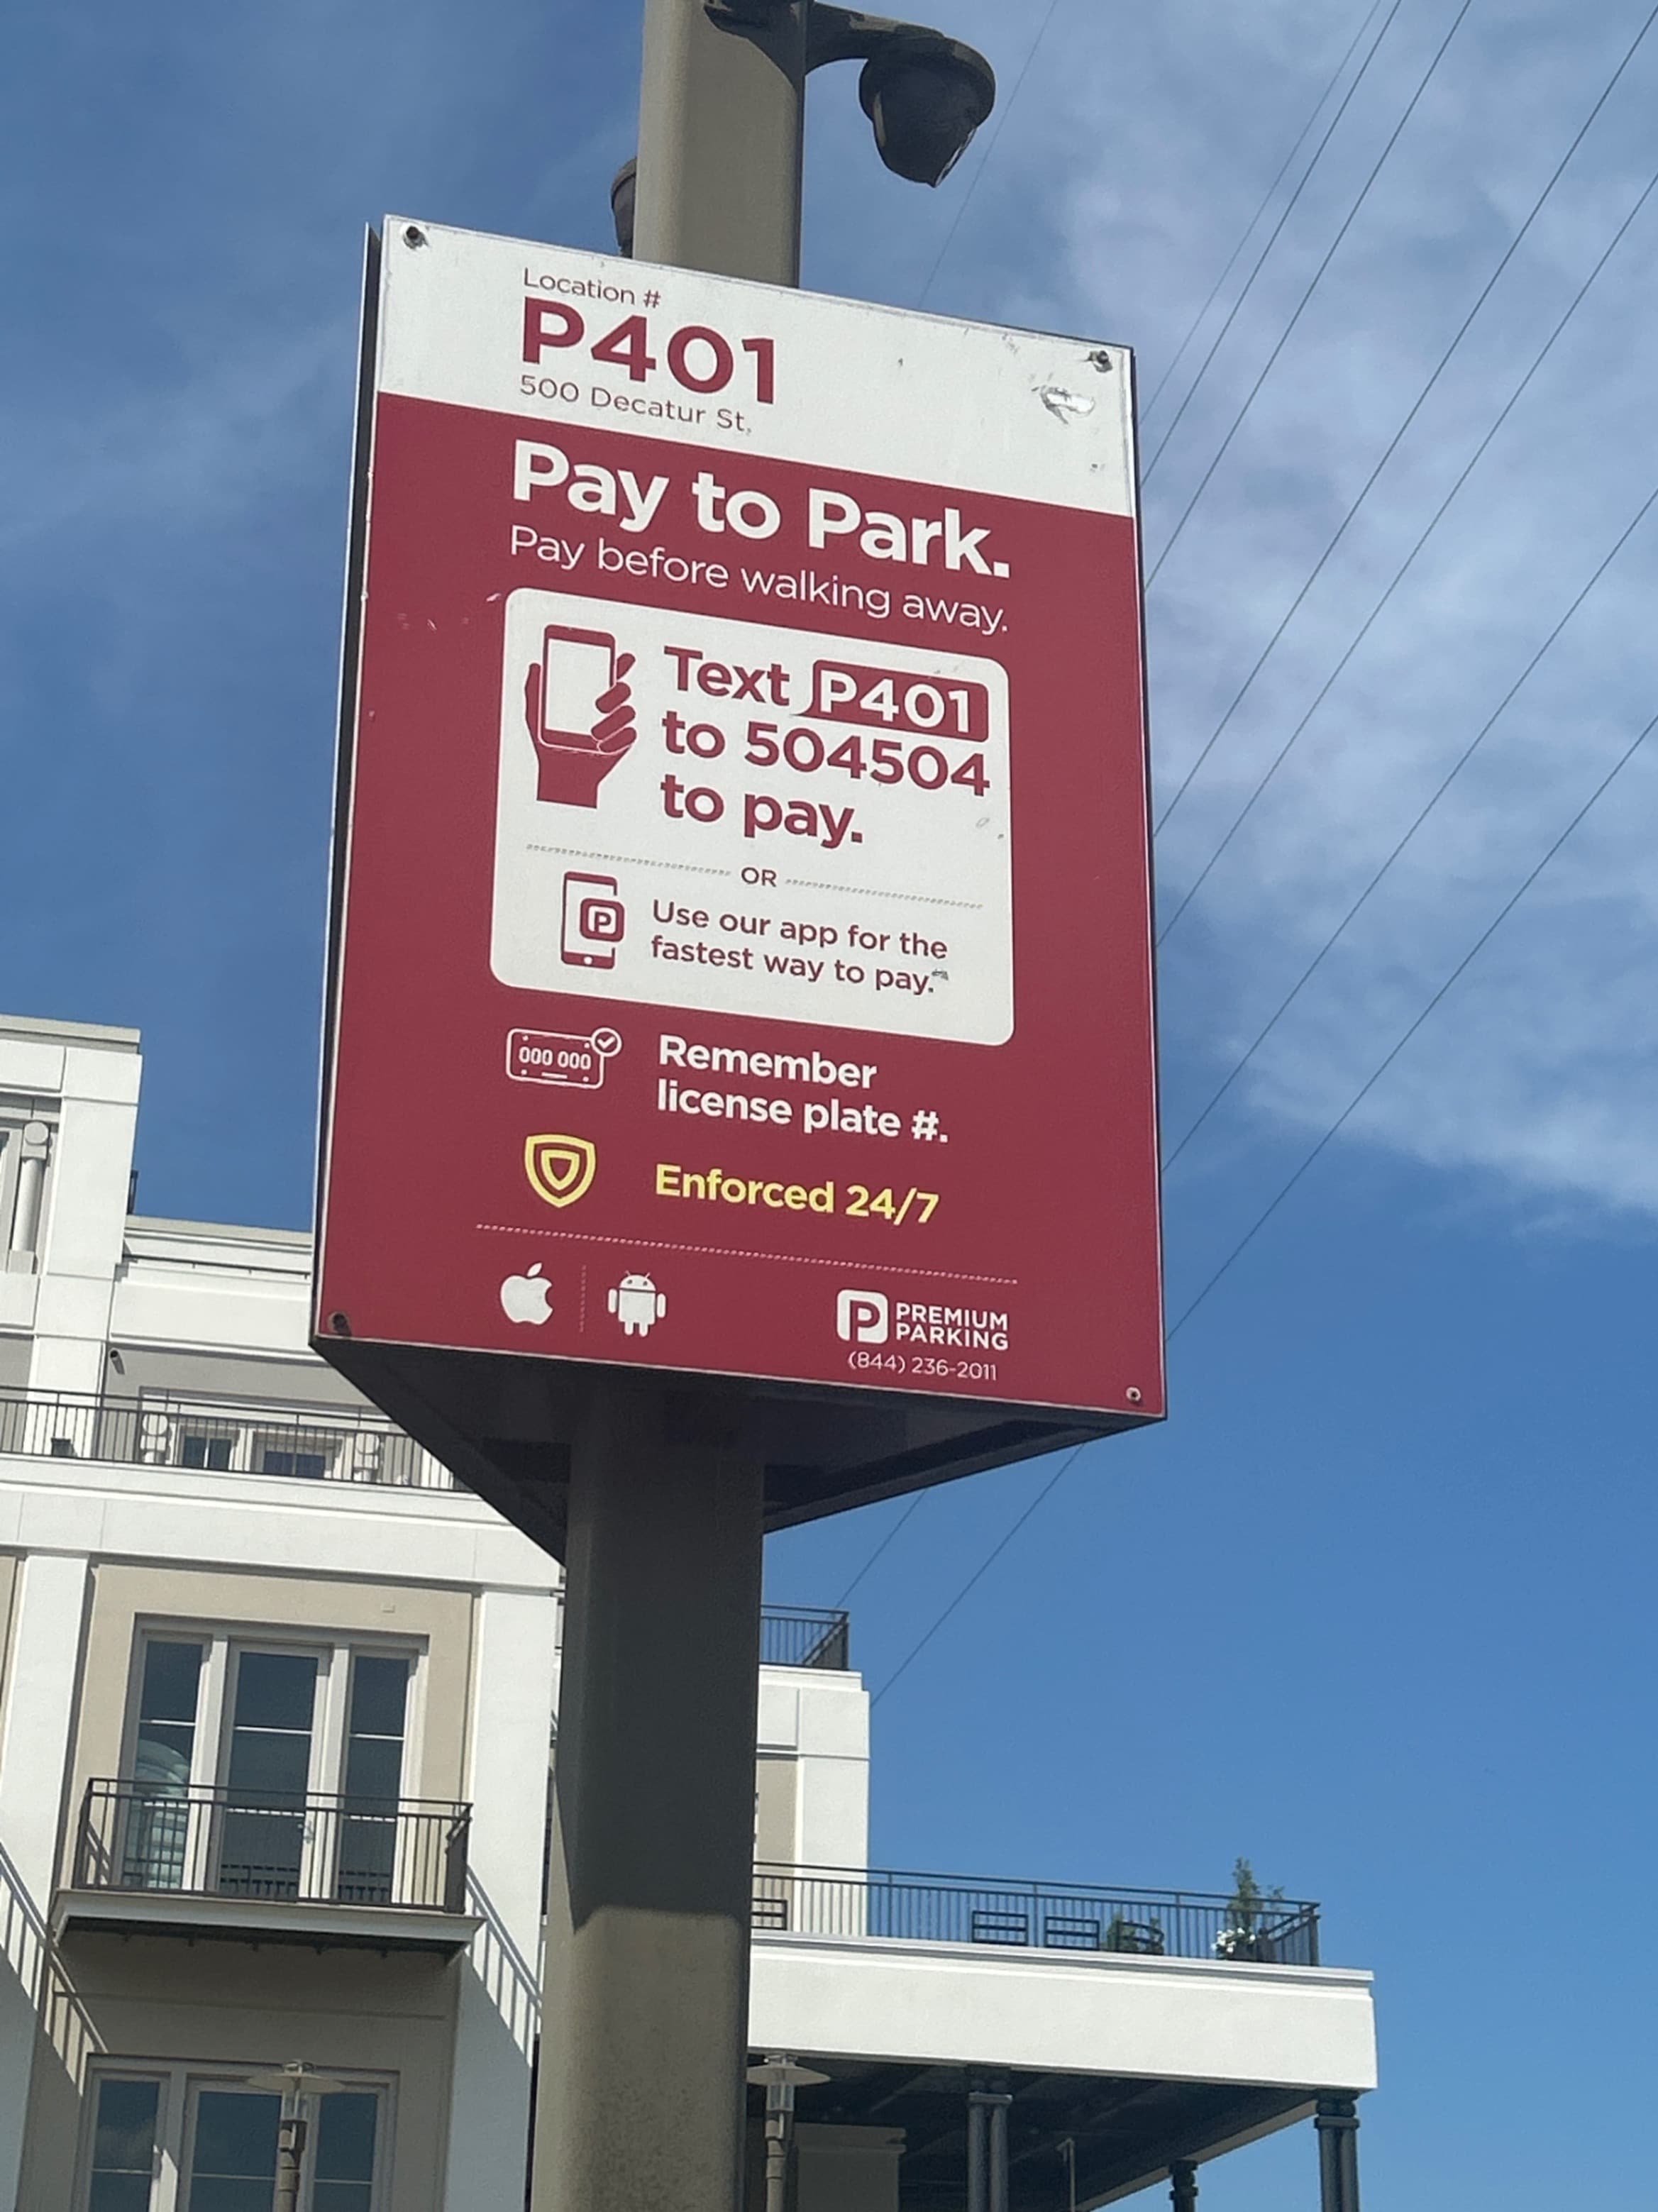 Location #
P401
500 Decatur St,
Pay to Park.
Pay before walking away.
Text P401
to 504504
to pay.
OR
P
Use our app for the
fastest way to pay.
000 000
Remember
license plate #.
Enforced 24/7
P PREMIUM
PARKING
(844) 236-2011